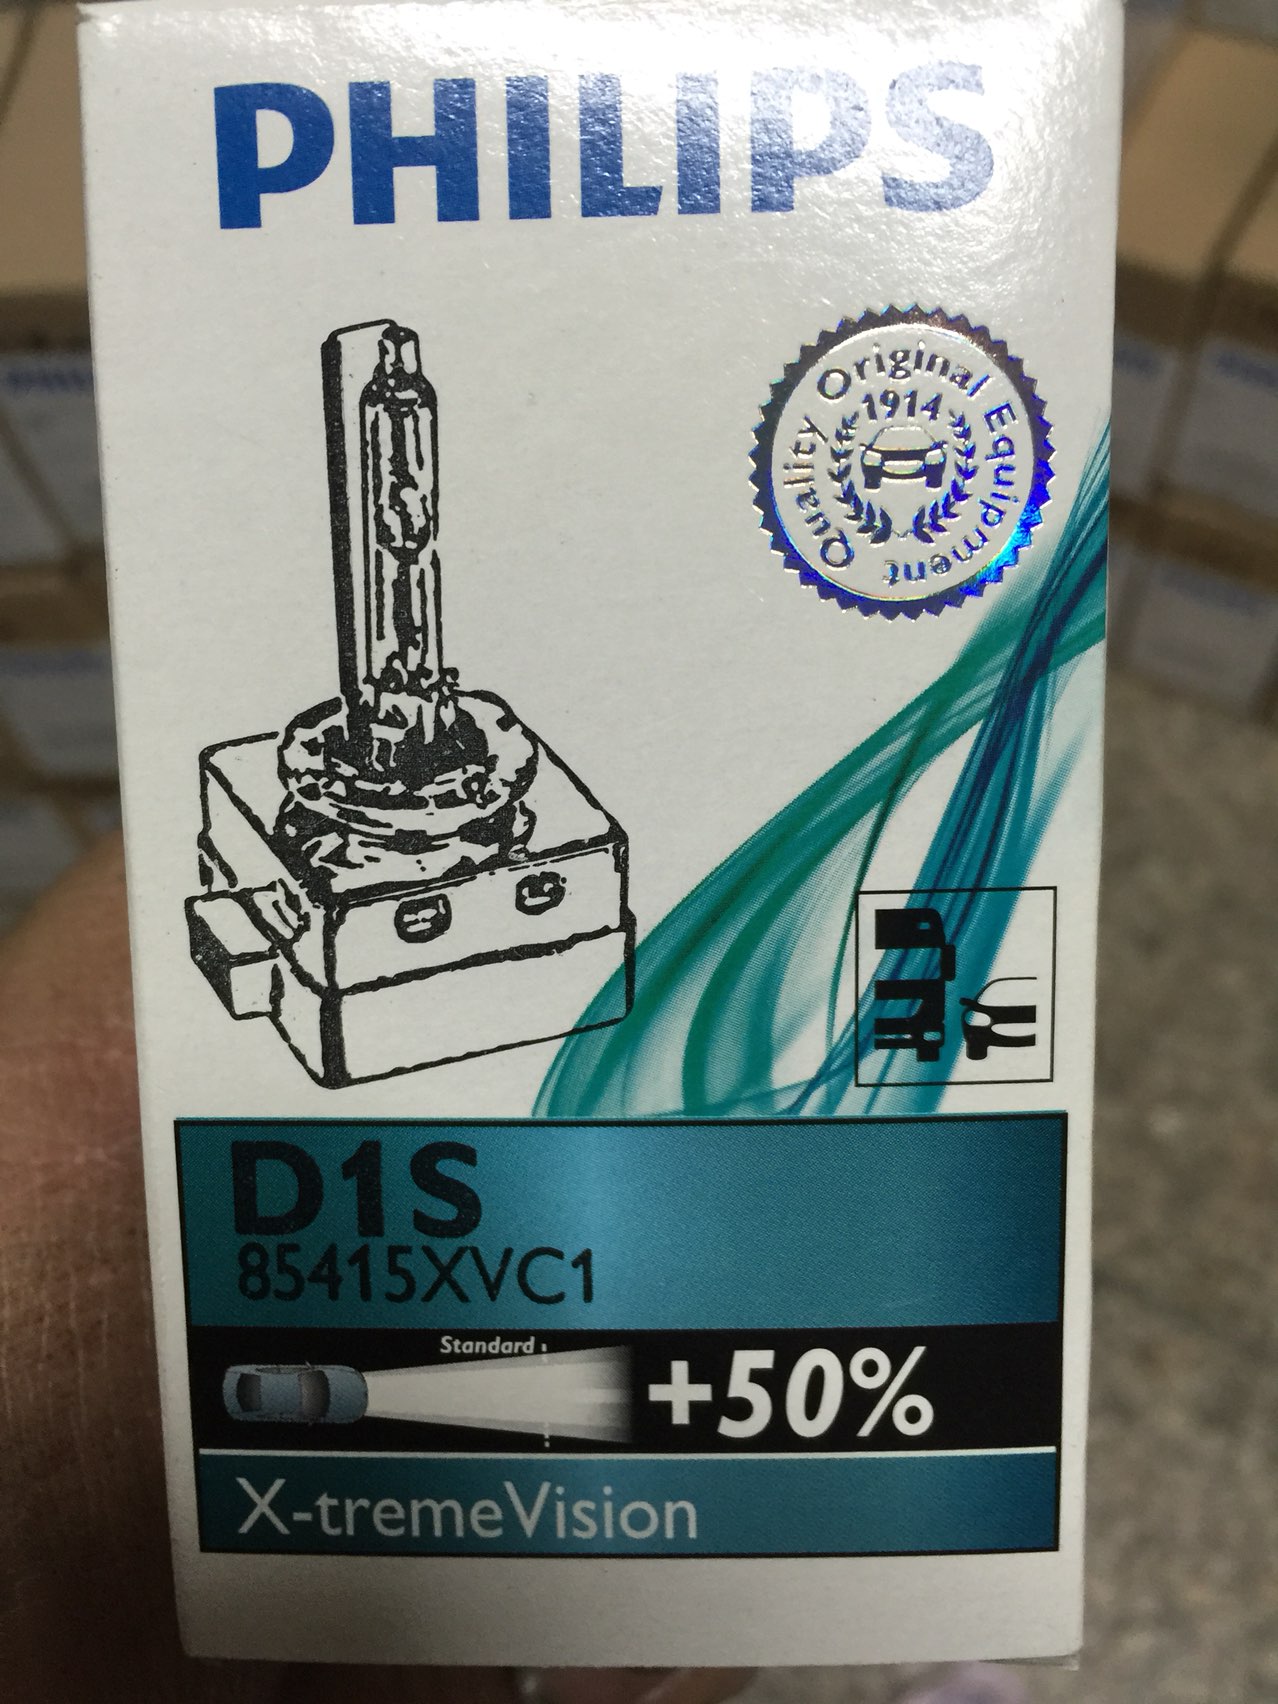 PHILIPS
Quality Original Equipment
1914
D1S
85415XVC1
Standard
+50%
X-tremeVision